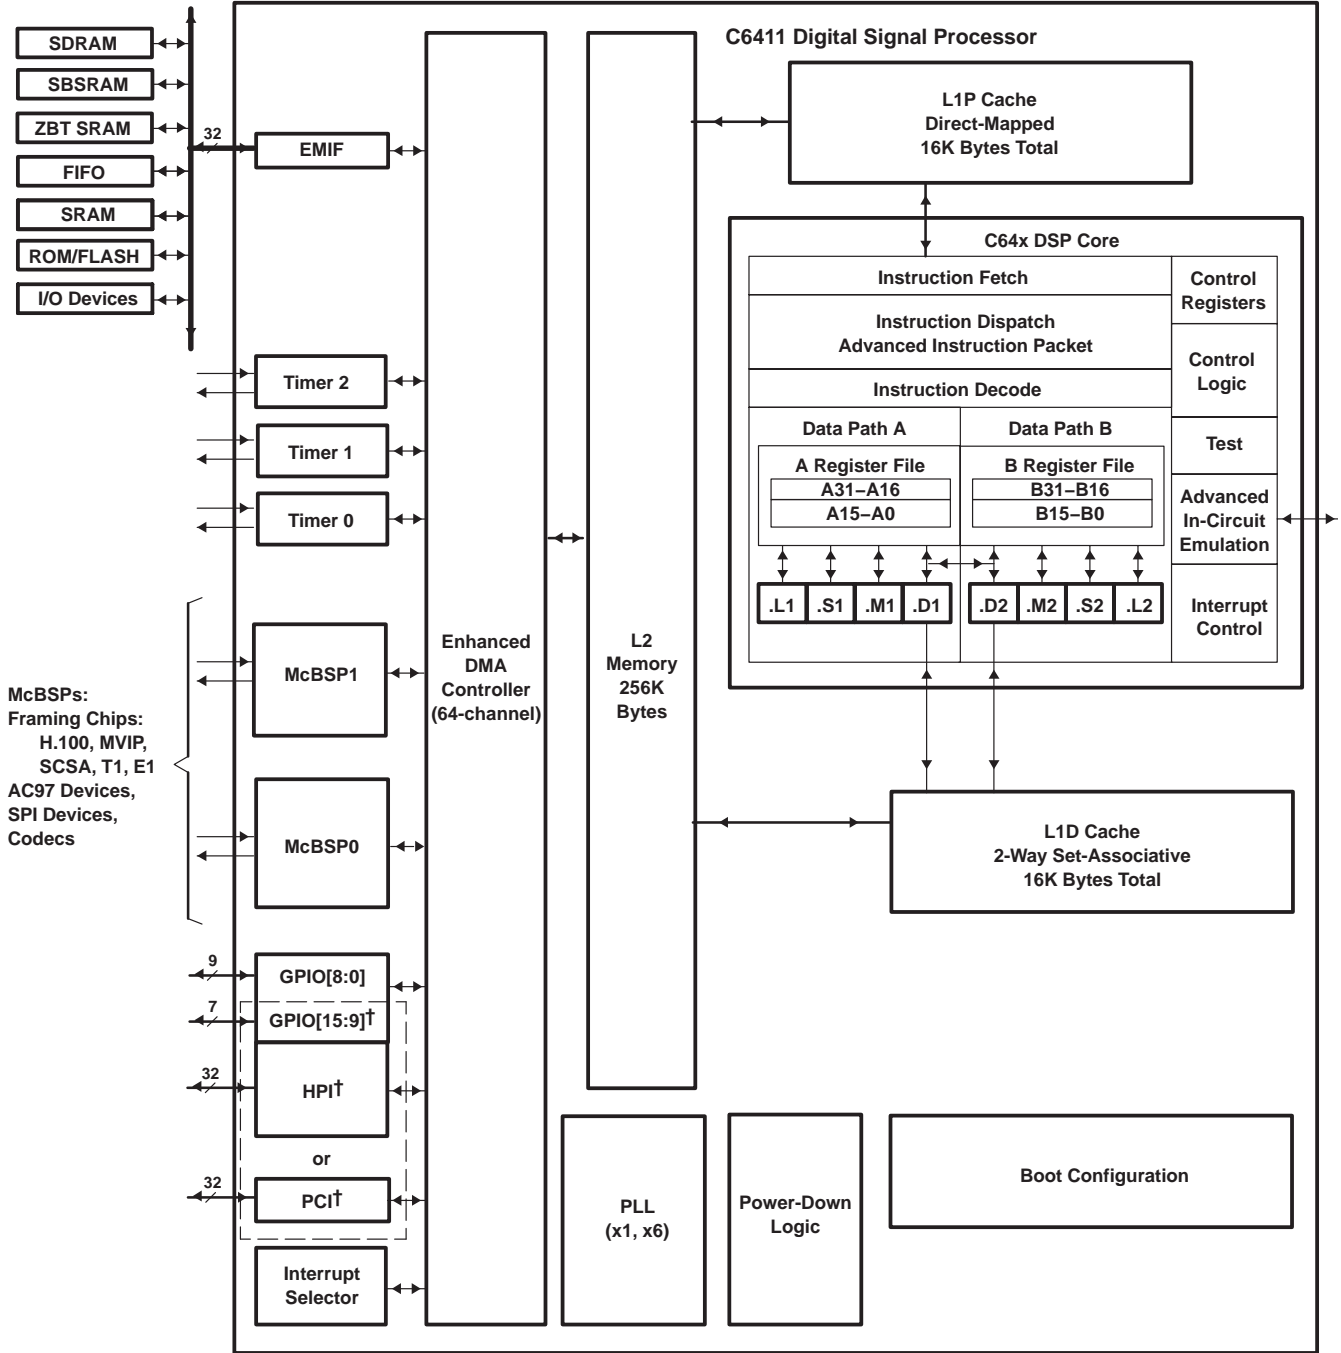 C6411 Digital Signal Processor
SDRAM
SBSRAM
ZBT SRAM
FIFO
SRAM
ROM/FLASH
I/O Devices
32
EMIF
Timer 2
Timer 1
Timer 0
McBSPs:
Framing Chips:
H.100, MVIP,
SCSA, T1, E1
AC97 Devices,
SPI Devices,
Codecs
McBSP1
McBSP0
9
GPIO[8:0]
7
GPIO[15:9]†
32
HPI†
or
32
PCI†
Interrupt
Selector
Enhanced
DMA
Controller
(64-channel)
L2
Memory
256K
Bytes
L1P Cache
Direct-Mapped
16K Bytes Total
C64x DSP Core
Instruction Fetch
Instruction Dispatch
Advanced Instruction Packet
Instruction Decode
Data Path A
Data Path B
A Register File
A31–A16
A15–A0
B Register File
B31–B16
B15–B0
.L1
.S1
.M1
.D1
.D2
.M2
.S2
.L2
Control
Registers
Control
Logic
Test
Advanced
In-Circuit
Emulation
Interrupt
Control
L1D Cache
2-Way Set-Associative
16K Bytes Total
PLL
(x1, x6)
Power-Down
Logic
Boot Configuration